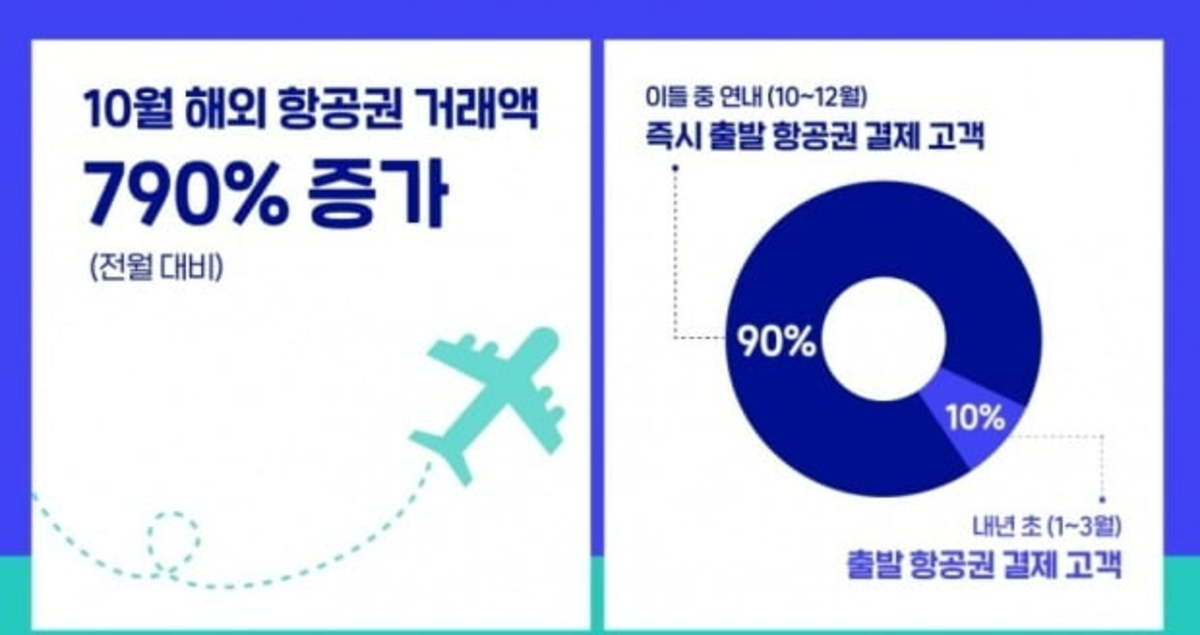 10월 해외 항공권 거래액
790% 증가
(전월 대비)
이들 중 연내 (10~12월)
즉시 출발 항공권 결제 고객
90%
10%
내년 초 (1~3월)
출발 항공권 결제 고객